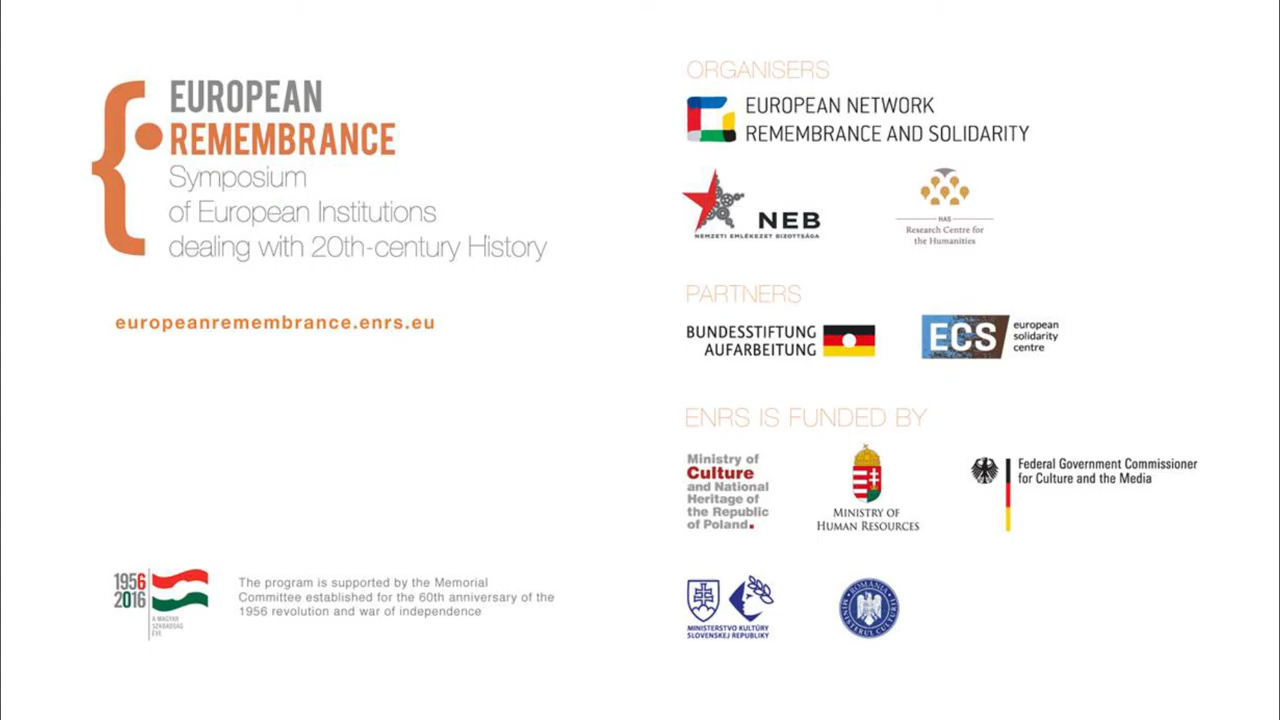 EUROPEAN
REMEMBRANCE
Symposium
of European Institutions
dealing with 20th-century History
europeanremembrance.enrs.eu
1956
2016
A MAGYAR
SZABADSÁG
ÉVE
The program is supported by the Memorial
Committee established for the 60th anniversary of the
1956 revolution and war of independence
ORGANISERS
EUROPEAN NETWORK
REMEMBRANCE AND SOLIDARITY
NEB
NEMZETI EMLÉKEZET BIZOTTSÁGA
HAS
Research Centre for
the Humanities
PARTNERS
BUNDESSTIFTUNG
AUFARBEITUNG
ECS
european
solidarity
centre
ENRS IS FUNDED BY
Ministry of
Culture
and National
Heritage of
the Republic
of Poland.
MINISTRY OF
HUMAN RESOURCES
Federal Government Commissioner
for Culture and the Media
MINISTERSTVO KULTÚRY
SLOVENSKEJ REPUBLIKY
ROMÂNIA
MINISTERUL CULTURII